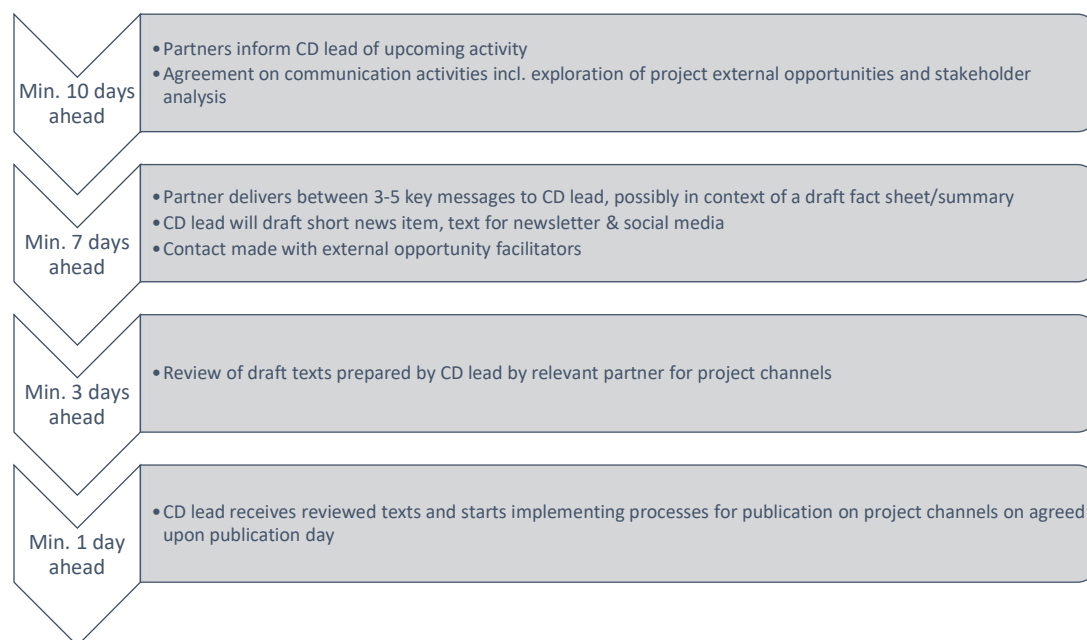 Min. 10 days
ahead
•Partners inform CD lead of upcoming activity
•Agreement on communication activities incl. exploration of project external opportunities and stakeholder
analysis
Min. 7 days
ahead
•Partner delivers between 3-5 key messages to CD lead, possibly in context of a draft fact sheet/summary
•CD lead will draft short news item, text for newsletter & social media
•Contact made with external opportunity facilitators
Min. 3 days
ahead
•Review of draft texts prepared by CD lead by relevant partner for project channels
Min. 1 day
ahead
•CD lead receives reviewed texts and starts implementing processes for publication on project channels on agreed
upon publication day